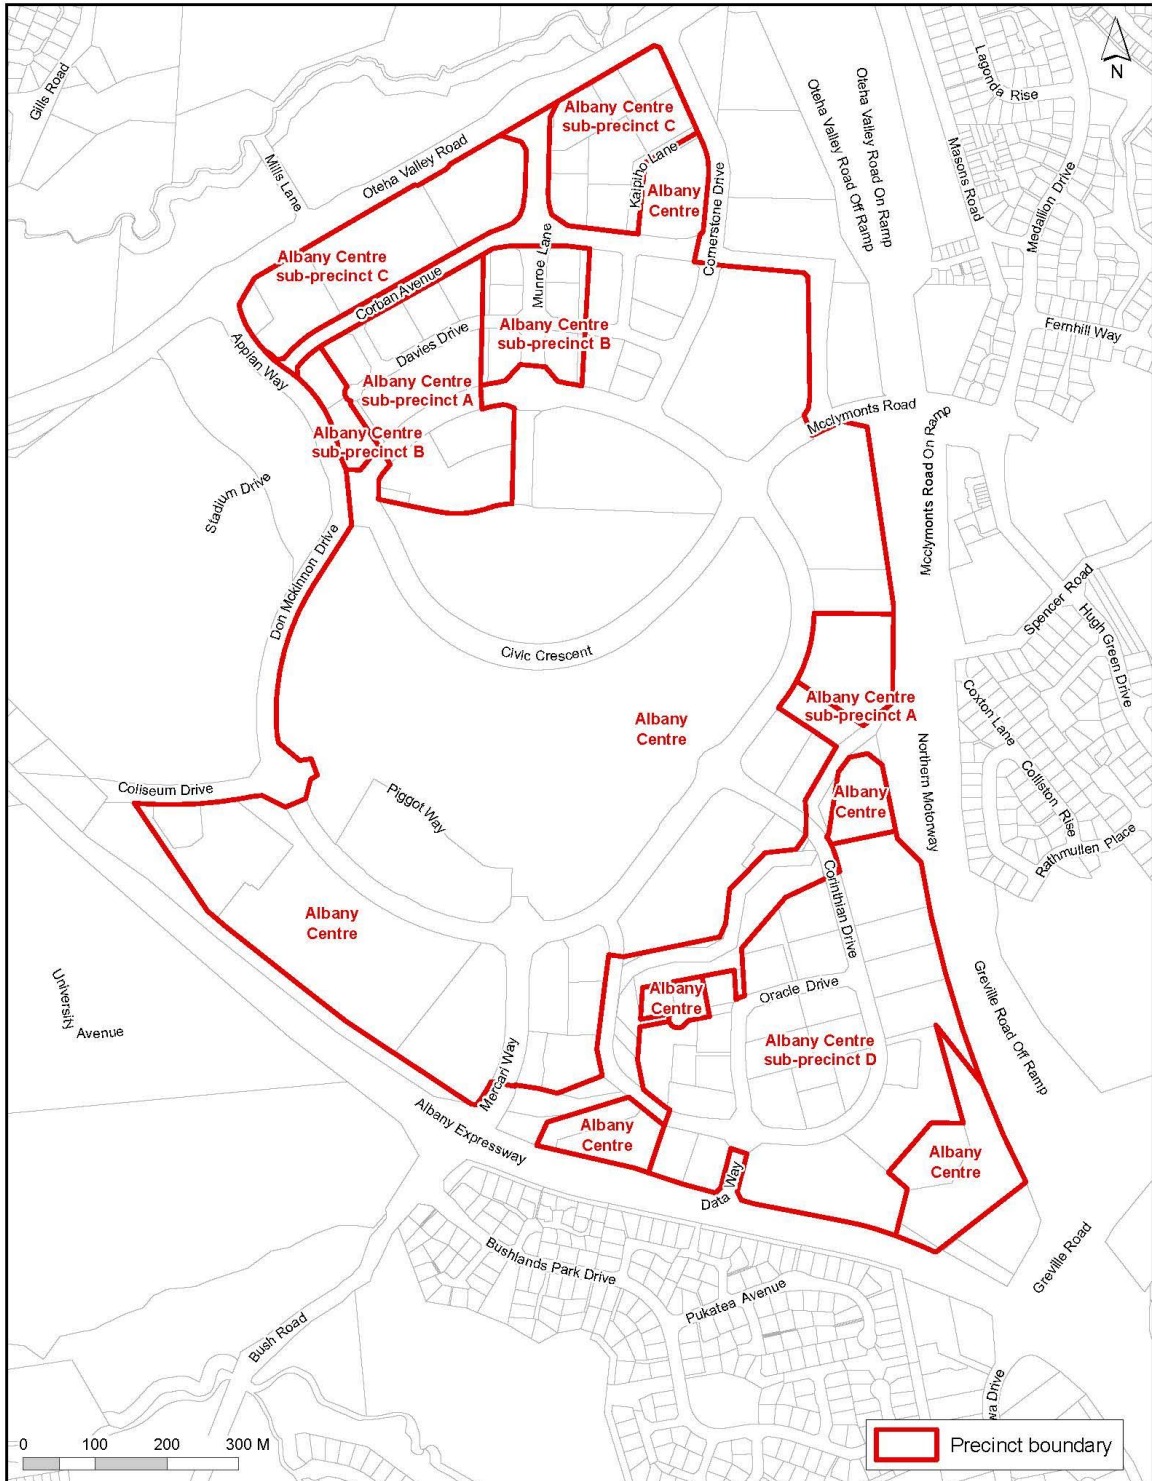 Gills Road
Lagonda Rise
N
Oteha Valley Road Off Ramp
Oteha Valley Road On Ramp
Masons Road
Medallion Drive
Albany Centre
sub-precinct C
Oteha Valley Road
Mills Lane
Kaipiho Lane
Albany
Centre
Cornerstone Drive
Munroe Lane
Albany Centre
sub-precinct C
Corban Avenue
Fernhill Way
Appian Way
Davies Drive
Albany Centre
sub-precinct B
Albany Centre
sub-precinct A
Mcclymonts Road
Mcclymonts Road On Ramp
Albany Centre
sub-precinct B
Stadium Drive
Don Mckinnon Drive
Spencer Road
Hugh Green Drive
Civic Crescent
Coxton Lane
Albany Centre
sub-precinct A
Albany
Centre
Northern Motorway
Colliston Rise
Coliseum Drive
Piggot Way
Albany
Centre
Rathmullen Place
Corinthian Drive
Albany
Centre
University
Avenue
Greville Road Off Ramp
Albany
Centre
Oracle Drive
Albany Centre
sub-precinct D
Mercari Way
Albany Expressway
Albany
Centre
Albany
Centre
Data Way
Greville Road
Bushlands Park Drive
Pukatea Avenue
Bush Road
wa Drive
0 100 200 300 M
Precinct boundary